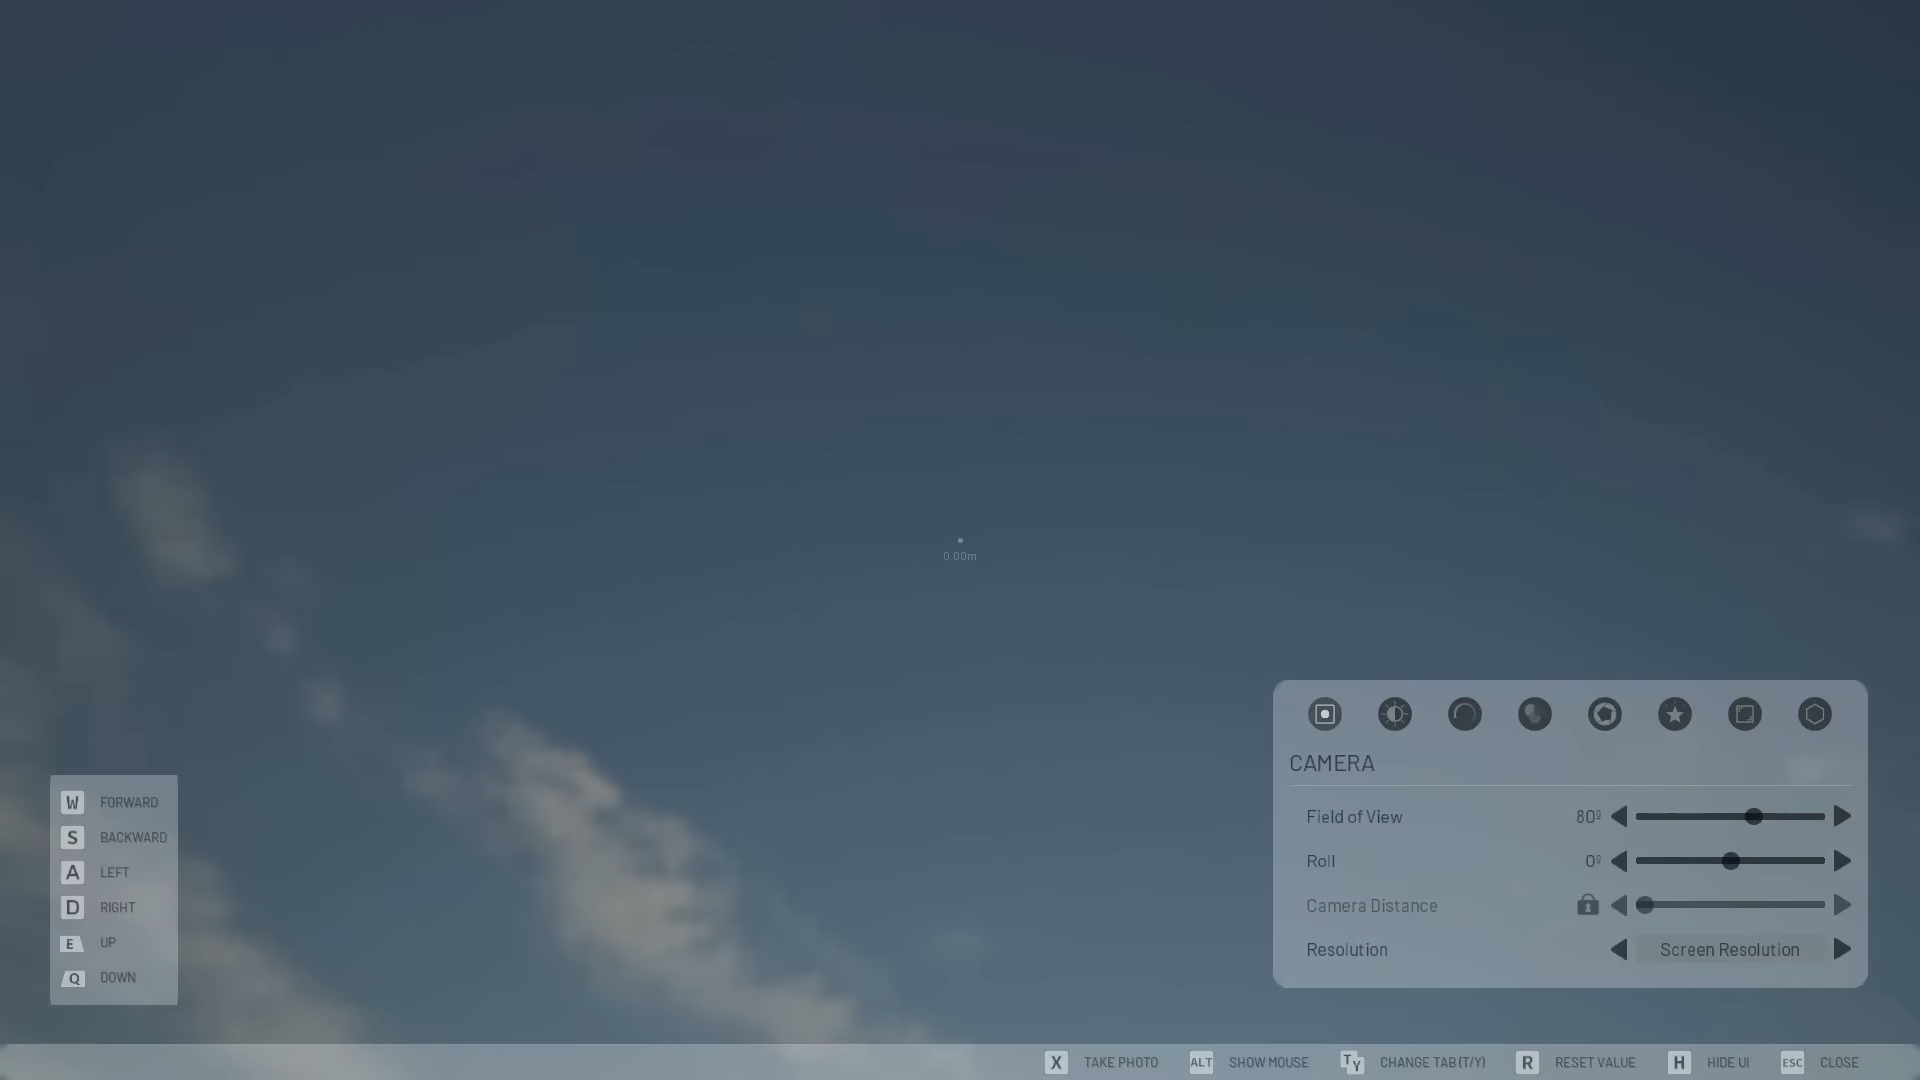 0.00m
CAMERA
Field of View 80º
Roll 0º
Camera Distance
Resolution Screen Resolution
W FORWARD
S BACKWARD
A LEFT
D RIGHT
E UP
Q DOWN
X TAKE PHOTO ALT SHOW MOUSE T Y CHANGE TAB (T/Y) R RESET VALUE H HIDE UI ESC CLOSE